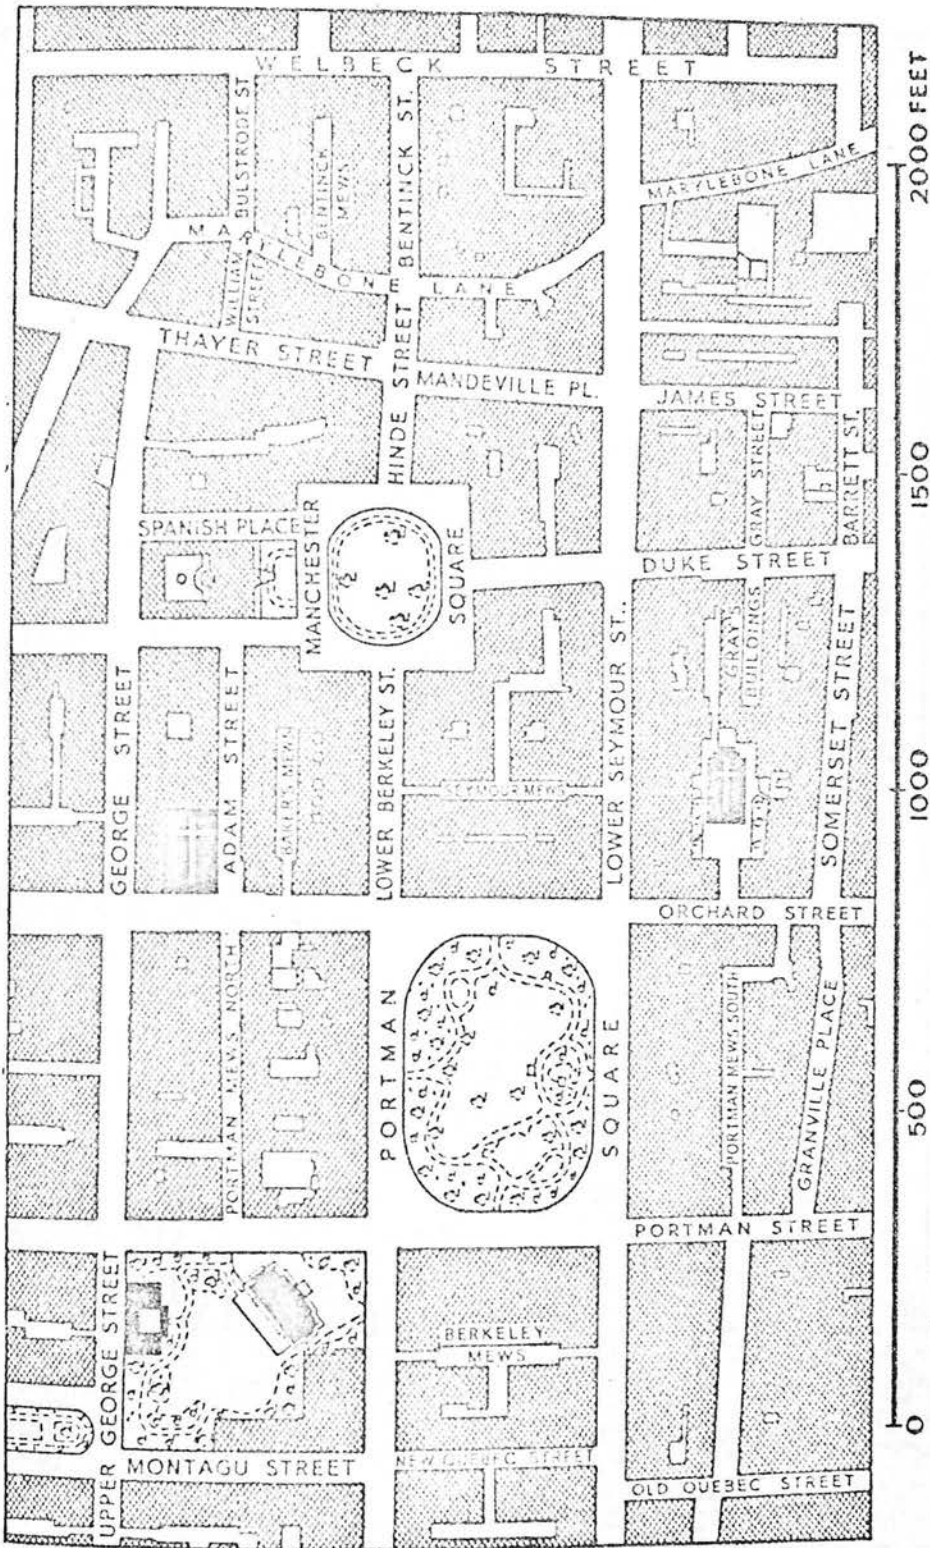 WELBECK STREET
BULSTRODE ST
BENTINCK
MEWS
BENTINCK ST.
MARYLEBONE LANE
MARYLEBONE LANE
WILLIAM
STREET
THAYER STREET
HINDE STREET
MANDEVILLE PL.
JAMES STREET
GRAY STREET
BARRETT ST.
SPANISH PLACE
MANCHESTER
SQUARE
DUKE STREET
GRAY'S
BUILDINGS
GEORGE STREET
ADAM STREET
LOWER BERKELEY ST.
SEYMOUR MEWS
LOWER SEYMOUR ST..
SOMERSET STREET
ORCHARD STREET
PORTMAN MEWS NORTH
PORTMAN
SQUARE
PORTMAN MEWS SOUTH
GRANVILLE PLACE
PORTMAN STREET
UPPER GEORGE STREET
BERKELEY
MEWS
MONTAGU STREET
NEW QUEBEC STREET
OLD QUEBEC STREET
0 500 1000 1500 2000 FEET